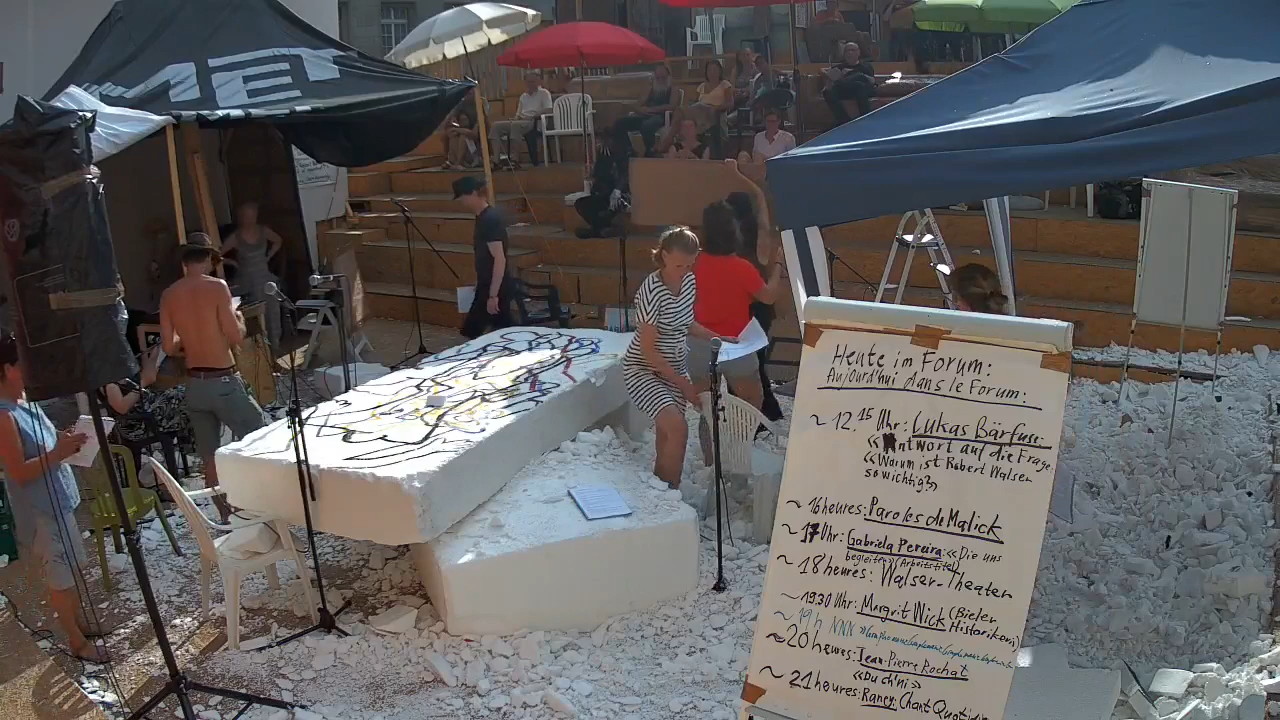 Heute im Forum:
Aujourd'hui dans le Forum:
~ 12.15 Uhr: Lukas Bärfuss:
«Antwort auf die Frage
«Warum ist Robert Walser
so wichtig?»
~ 16 heures: Paroles de Malick
~ 17 Uhr: Gabriela Pereira: «Die uns
begleiten» (Arbeitstitel)
~ 18 heures: Walser-Theater
~ 19.30 Uhr: Margrit Wick (Bieler
Historikerin)
~ 19h NNN
~ 20 heures: Jean-Pierre Rochat
«Du ch'ni»
~ 21 heures: Raney: Chant